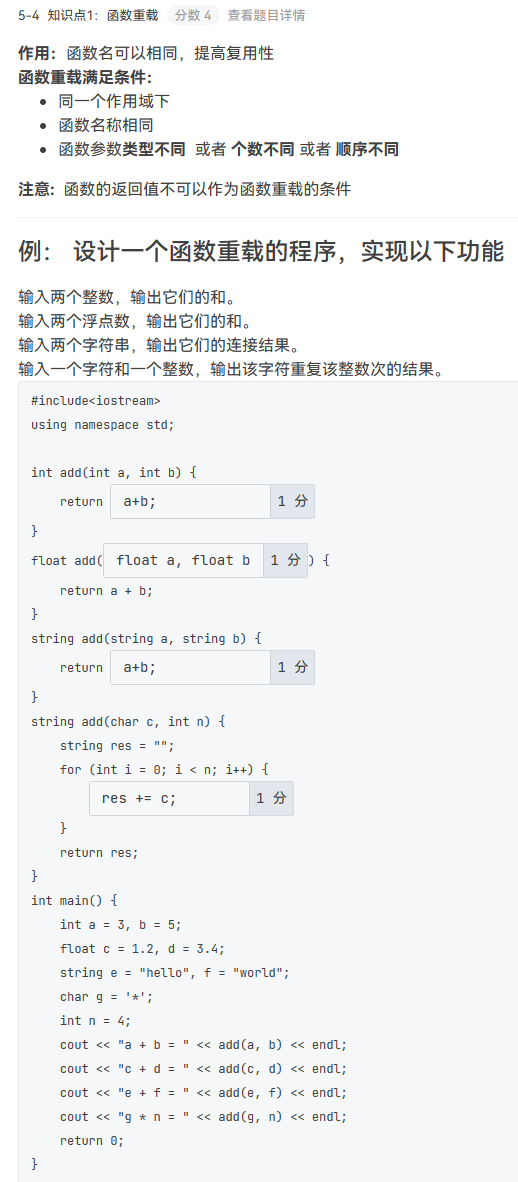 5-4 知识点1：函数重载 分数 4 查看题目详情
作用：函数名可以相同，提高复用性
函数重载满足条件：
• 同一个作用域下
• 函数名称相同
• 函数参数类型不同 或者 个数不同 或者 顺序不同
注意：函数的返回值不可以作为函数重载的条件
例： 设计一个函数重载的程序，实现以下功能
输入两个整数，输出它们的和。
输入两个浮点数，输出它们的和。
输入两个字符串，输出它们的连接结果。
输入一个字符和一个整数，输出该字符重复该整数次的结果。
#include<iostream>
using namespace std;
int add(int a, int b) {
return a+b; 1 分
}
float add( float a, float b 1 分 ) {
return a + b;
}
string add(string a, string b) {
return a+b; 1 分
}
string add(char c, int n) {
string res = "";
for (int i = 0; i < n; i++) {
res += c; 1 分
}
return res;
}
int main() {
int a = 3, b = 5;
float c = 1.2, d = 3.4;
string e = "hello", f = "world";
char g = '*';
int n = 4;
cout << "a + b = " << add(a, b) << endl;
cout << "c + d = " << add(c, d) << endl;
cout << "e + f = " << add(e, f) << endl;
cout << "g * n = " << add(g, n) << endl;
return 0;
}